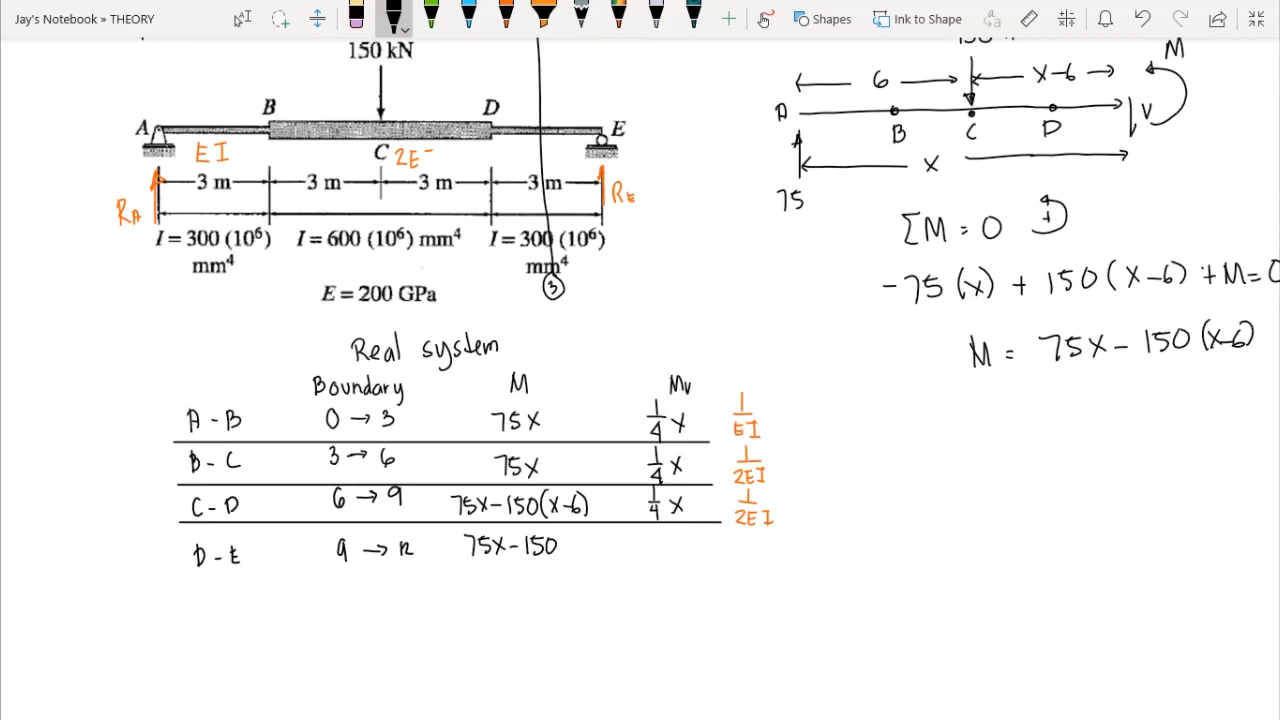 Jay's Notebook » THEORY
Shapes
Ink to Shape
150 kN
A
B
D
E
EI
C
2E
3 m
3 m
3 m
3 m
RA
RE
I = 300 (10⁶) mm⁴
I = 600 (10⁶) mm⁴
I = 300 (10⁶) mm⁴
3
E = 200 GPa
M
6
x-6
A
B
C
D
V
x
75
ΣM = 0
-75(x) + 150(x-6) + M = 0
M = 75x - 150(x-6)
Real system
Boundary M Mv
A - B 0 → 3 75x 1/4 x 1/EI
B - C 3 → 6 75x 1/4 x 1/2EI
C - D 6 → 9 75x-150(x-6) 1/4 x 1/2EI
D - E 9 → 12 75x-150